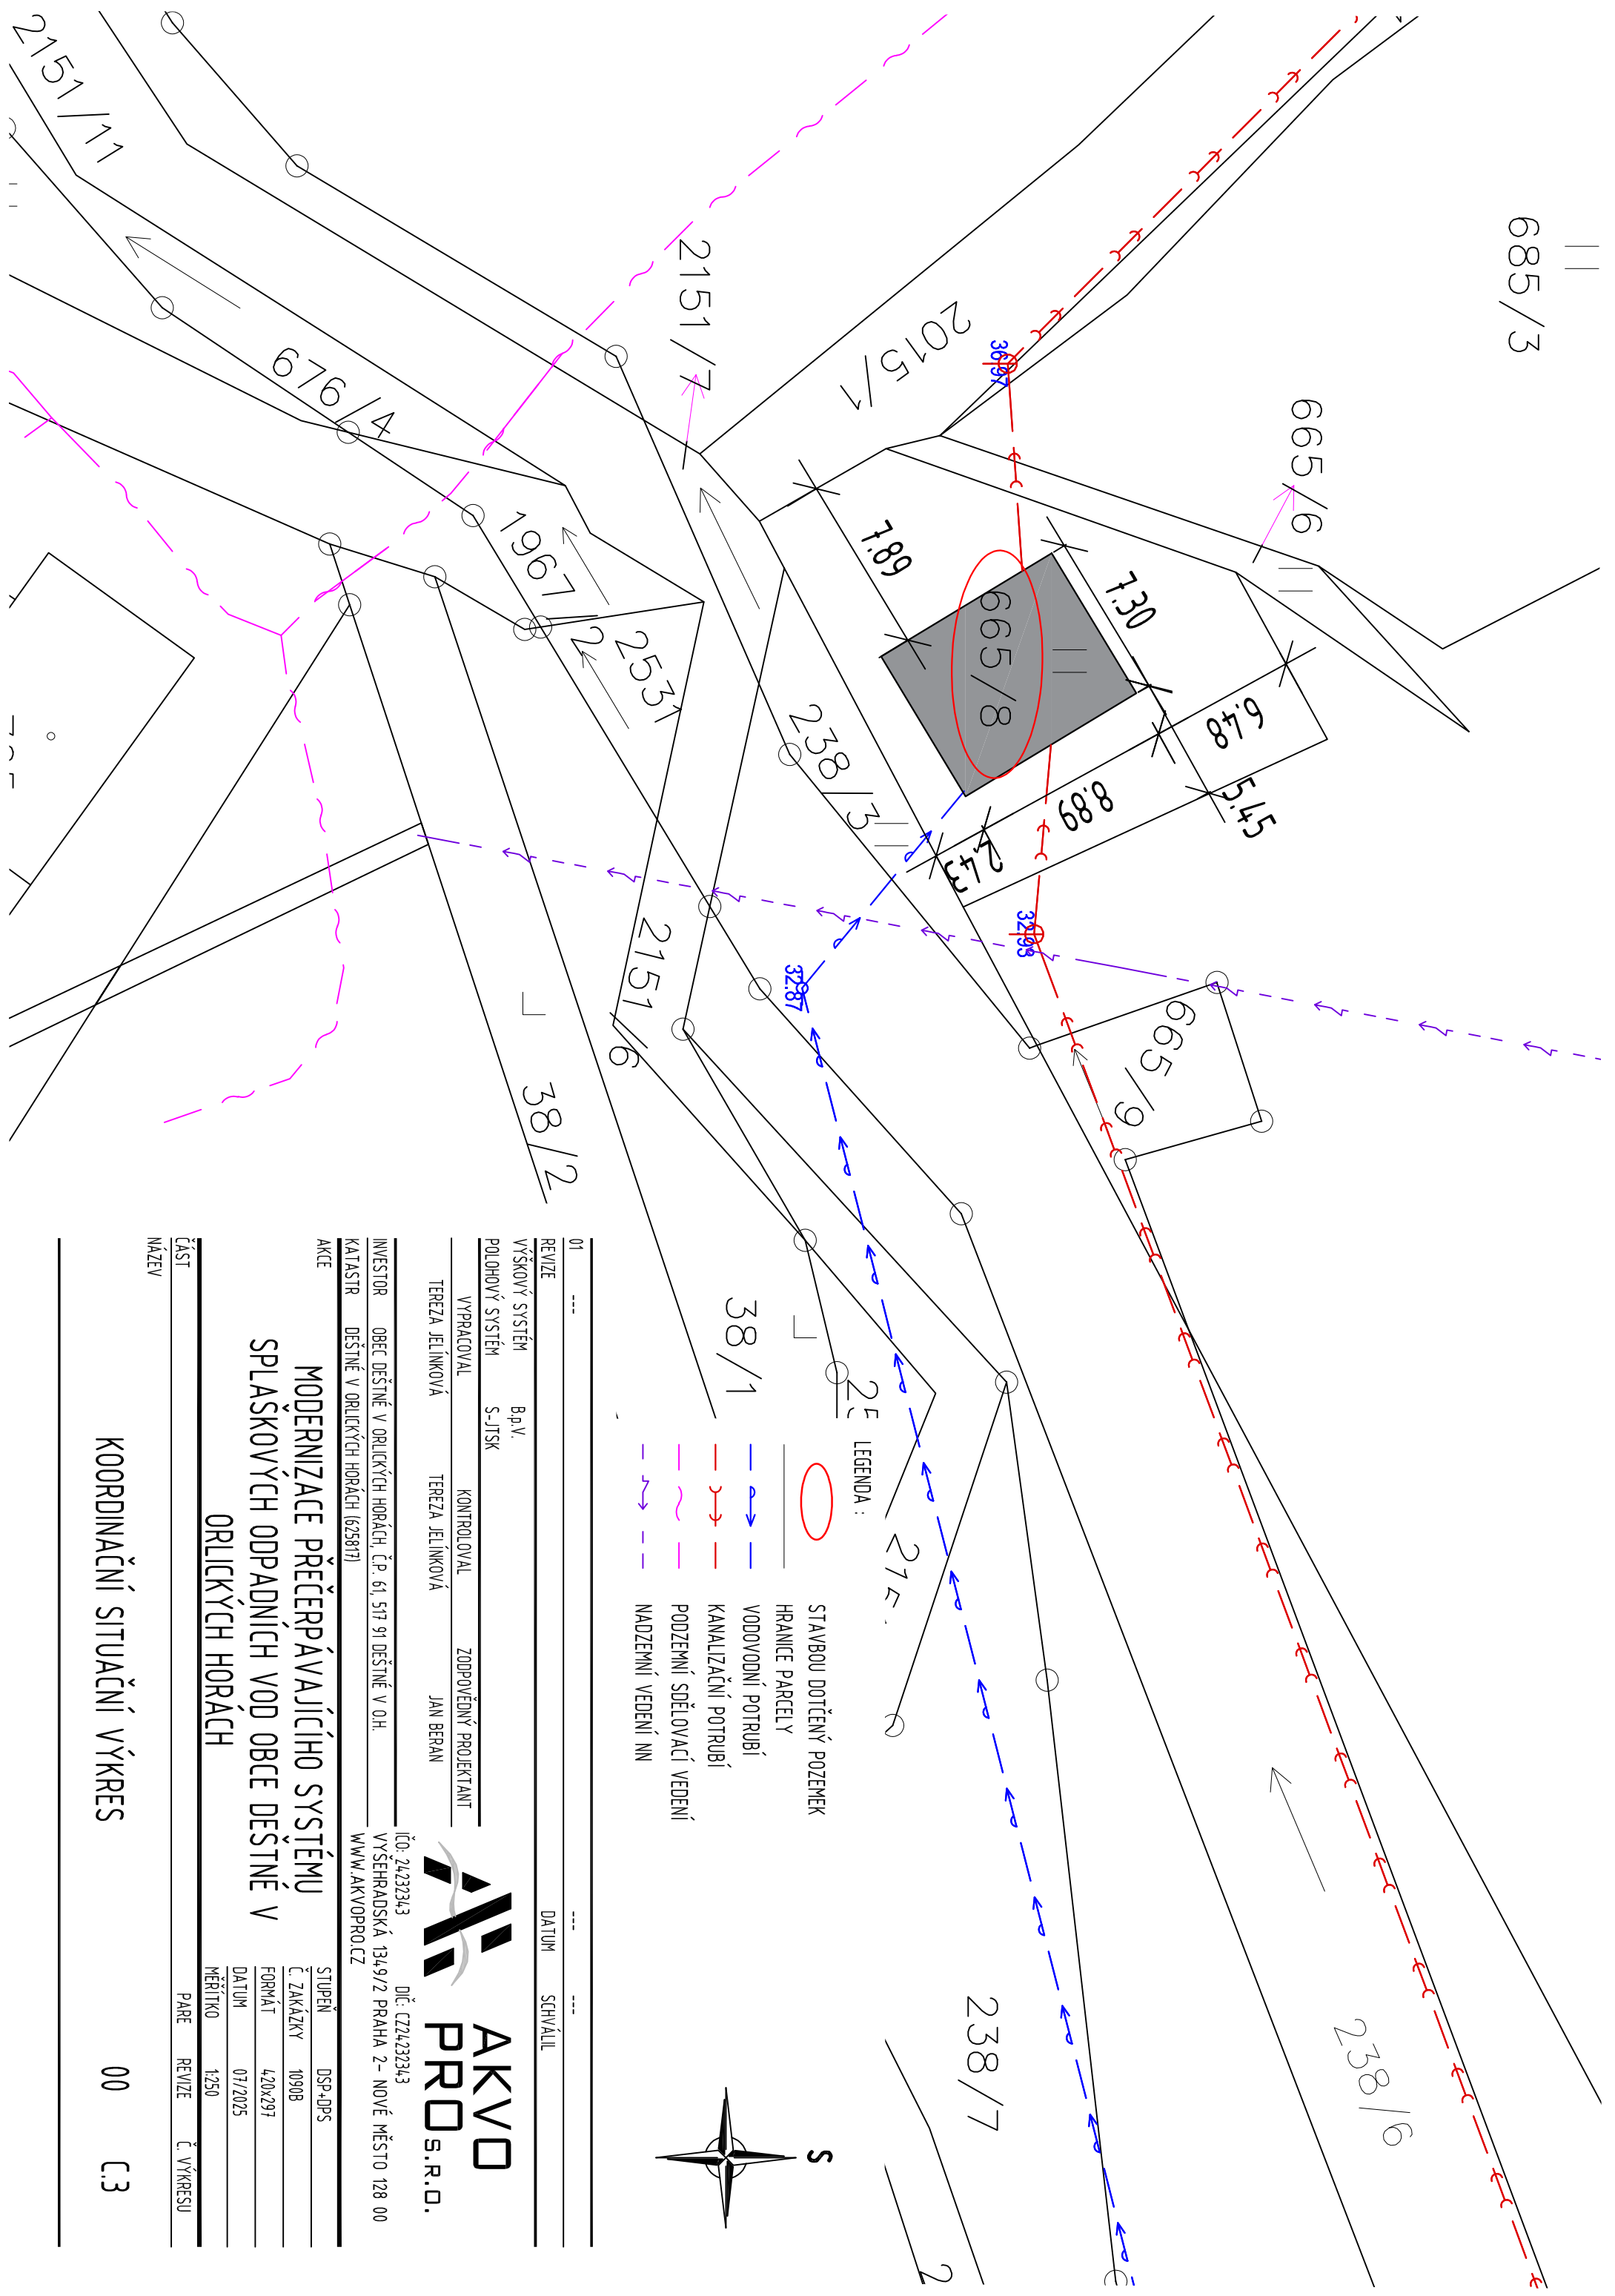 685/3
665/6
2015/1
36.97
2151/7
2151/11
676/4
1967
2
2531
7.89
7.30
665/8
6.48
5.45
8.89
2.43
238/3
32.93
32.87
665/9
2151/6
38/2
38/1
238/7
238/6
2
S
LEGENDA :
STAVBOU DOTČENÝ POZEMEK
HRANICE PARCELY
VODOVODNÍ POTRUBÍ
KANALIZAČNÍ POTRUBÍ
PODZEMNÍ SDĚLOVACÍ VEDENÍ
NADZEMNÍ VEDENÍ NN
01 --- --- ---
REVIZE DATUM SCHVÁLIL
VÝŠKOVÝ SYSTÉM B.p.V.
POLOHOVÝ SYSTÉM S-JTSK
VYPRACOVAL KONTROLOVAL ZODPOVĚDNÝ PROJEKTANT
TEREZA JELÍNKOVÁ TEREZA JELÍNKOVÁ JAN BERAN
AKVO
PRO S.R.O.
IČO: 24232343 DIČ: CZ24232343
VYŠEHRADSKÁ 1349/2 PRAHA 2- NOVÉ MĚSTO 128 00
WWW.AKVOPRO.CZ
INVESTOR OBEC DEŠTNÉ V ORLICKÝCH HORÁCH, Č.P. 61, 517 91 DEŠTNÉ V O.H.
KATASTR DEŠTNÉ V ORLICKÝCH HORÁCH (625817)
AKCE
MODERNIZACE PŘEČERPÁVAJÍCÍHO SYSTÉMU
SPLAŠKOVÝCH ODPADNÍCH VOD OBCE DEŠTNÉ V
ORLICKÝCH HORÁCH
STUPEŇ DSP+DPS
Č. ZAKÁZKY 1090B
FORMÁT 420x297
DATUM 07/2025
MĚŘÍTKO 1:250
ČÁST PARE REVIZE Č. VÝKRESU
NÁZEV
KOORDINAČNÍ SITUAČNÍ VÝKRES 00 C.3